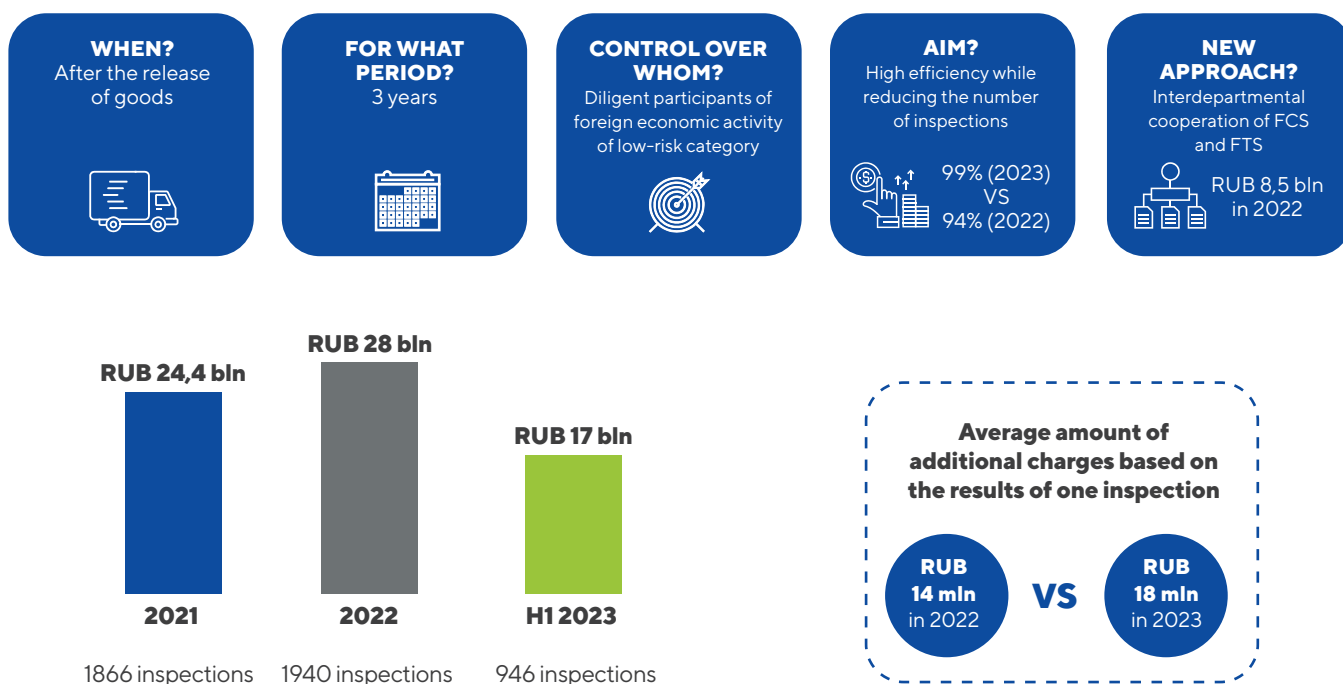 WHEN?
After the release
of goods
FOR WHAT
PERIOD?
3 years
CONTROL OVER
WHOM?
Diligent participants of
foreign economic activity
of low-risk category
AIM?
High efficiency while
reducing the number
of inspections
99% (2023)
VS
94% (2022)
NEW
APPROACH?
Interdepartmental
cooperation of FCS
and FTS
RUB 8,5 bln
in 2022
RUB 24,4 bln
2021
1866 inspections
RUB 28 bln
2022
1940 inspections
RUB 17 bln
H1 2023
946 inspections
Average amount of
additional charges based on
the results of one inspection
RUB
14 mln
in 2022
VS
RUB
18 mln
in 2023